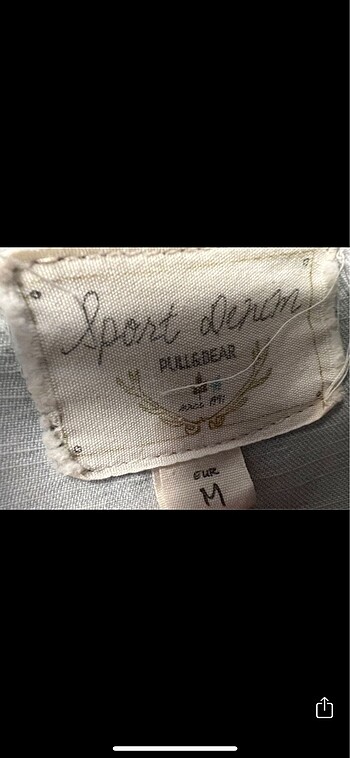 Sport Denim
PULL&BEAR
since 1991
EUR
M